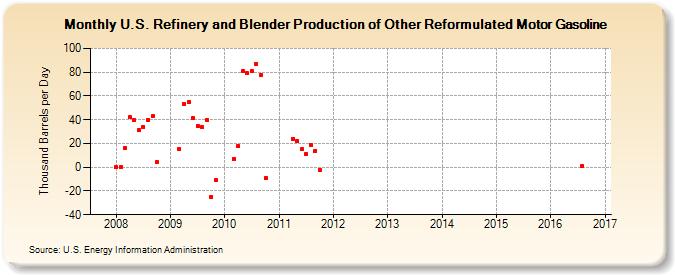 Monthly U.S. Refinery and Blender Production of Other Reformulated Motor Gasoline
Thousand Barrels per Day
100
80
60
40
20
0
-20
-40
2008 2009 2010 2011 2012 2013 2014 2015 2016 2017
Source: U.S. Energy Information Administration